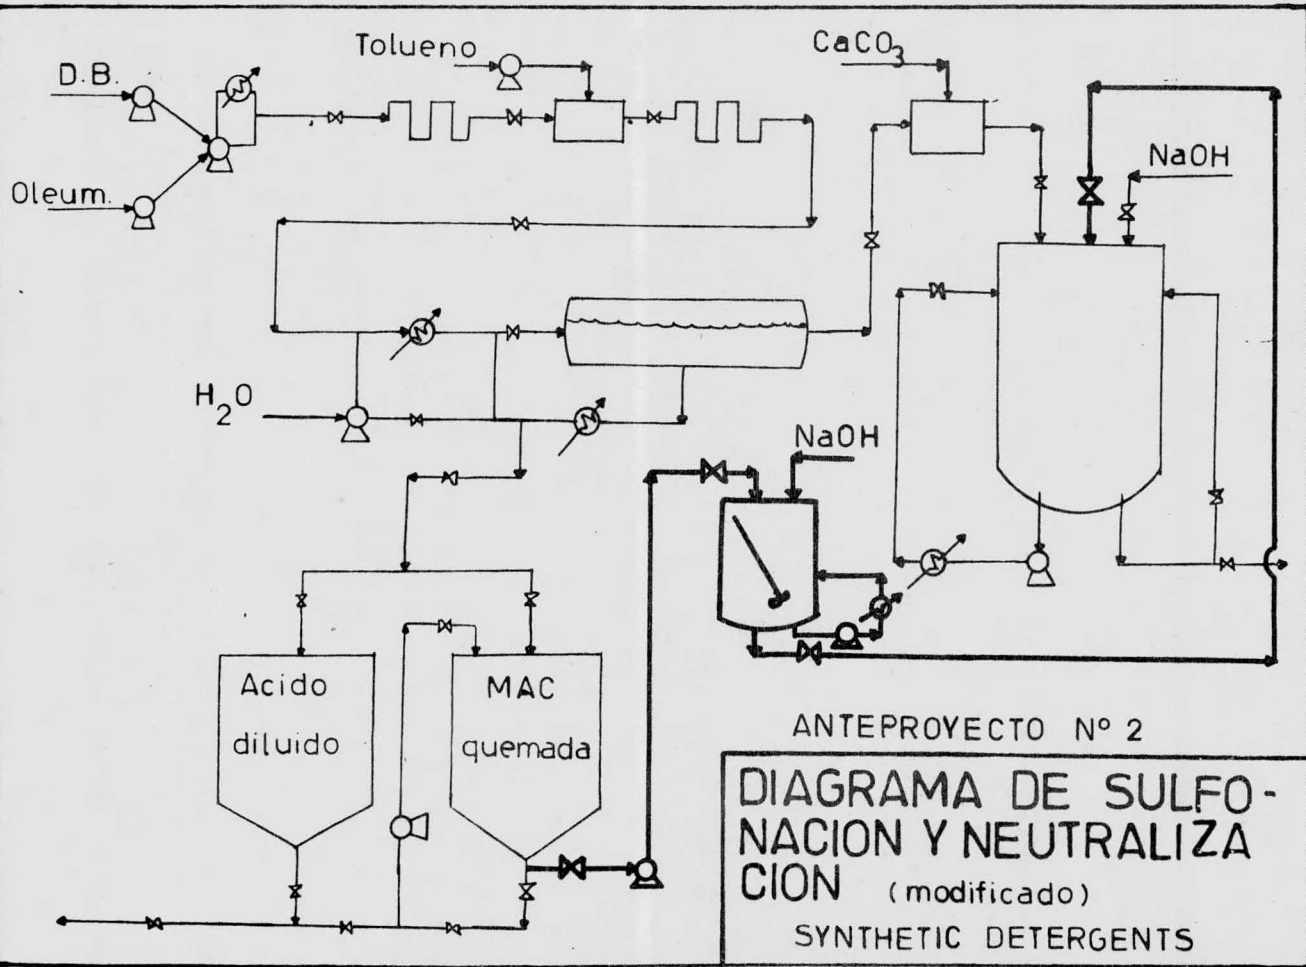 Tolueno
CaCO3
D.B.
NaOH
Oleum.
H2O
NaOH
Acido
diluido
MAC
quemada
ANTEPROYECTO Nº 2
DIAGRAMA DE SULFO-
NACION Y NEUTRALIZA
CION (modificado)
SYNTHETIC DETERGENTS